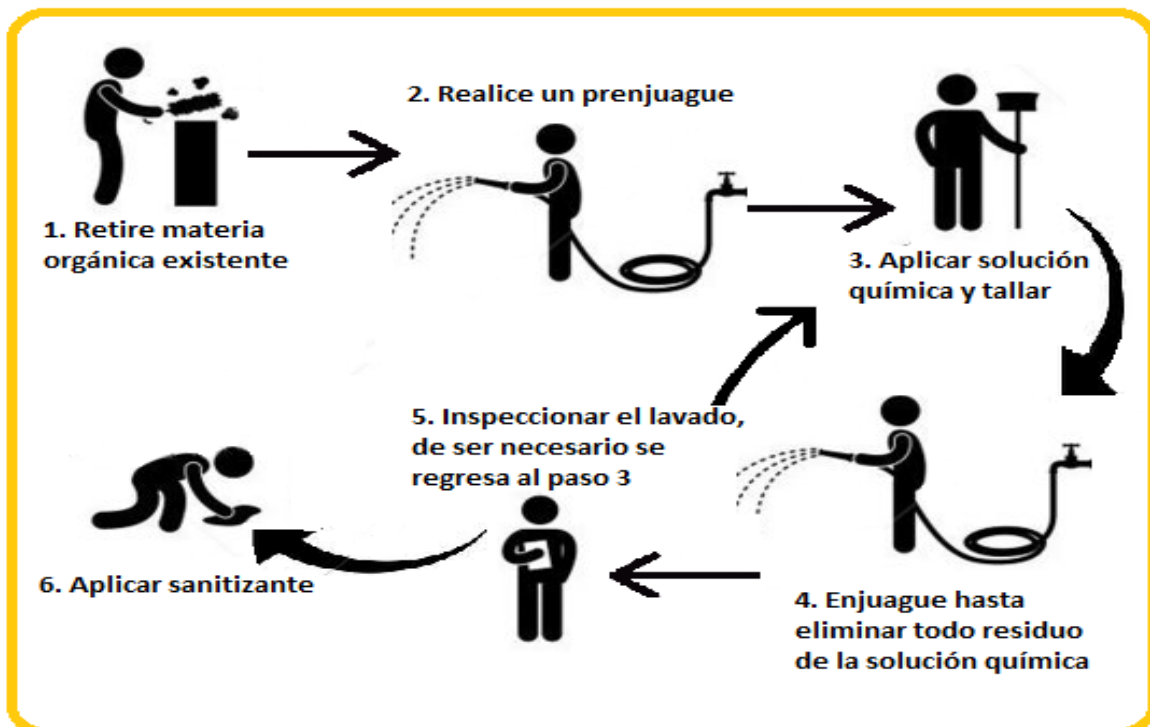 1. Retire materia
orgánica existente
2. Realice un prenjuague
3. Aplicar solución
química y tallar
4. Enjuague hasta
eliminar todo residuo
de la solución química
5. Inspeccionar el lavado,
de ser necesario se
regresa al paso 3
6. Aplicar sanitizante